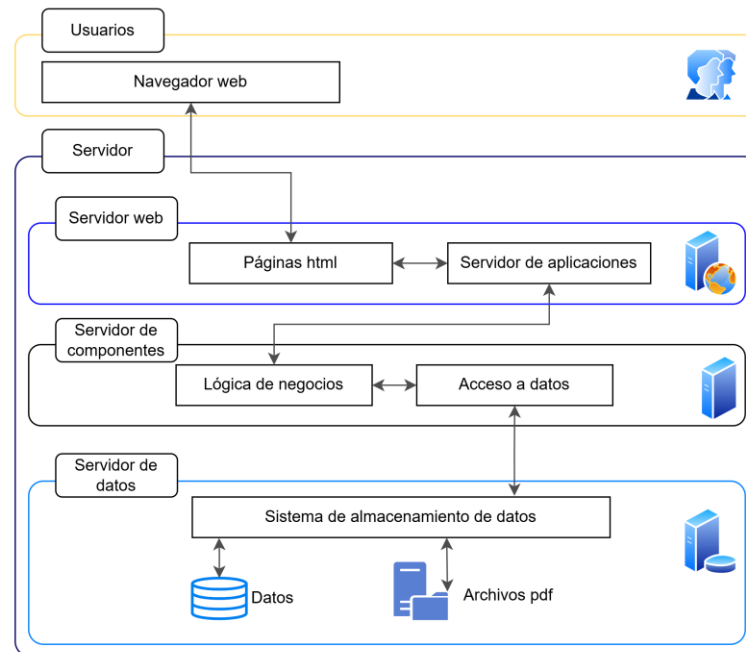 Usuarios
Navegador web
Servidor
Servidor web
Páginas html
Servidor de aplicaciones
Servidor de
componentes
Lógica de negocios
Acceso a datos
Servidor de
datos
Sistema de almacenamiento de datos
Datos
Archivos pdf